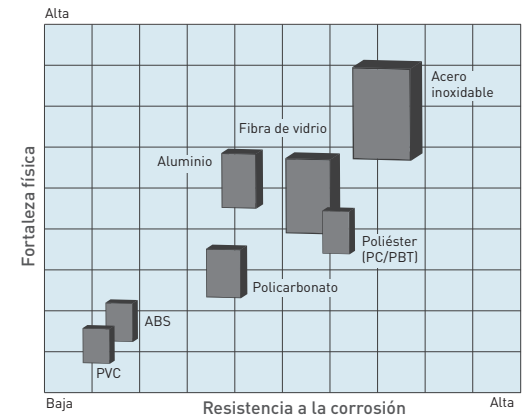 Alta
Acero
inoxidable
Fibra de vidrio
Aluminio
Fortaleza física
Poliéster
(PC/PBT)
Policarbonato
ABS
PVC
Baja
Resistencia a la corrosión
Alta